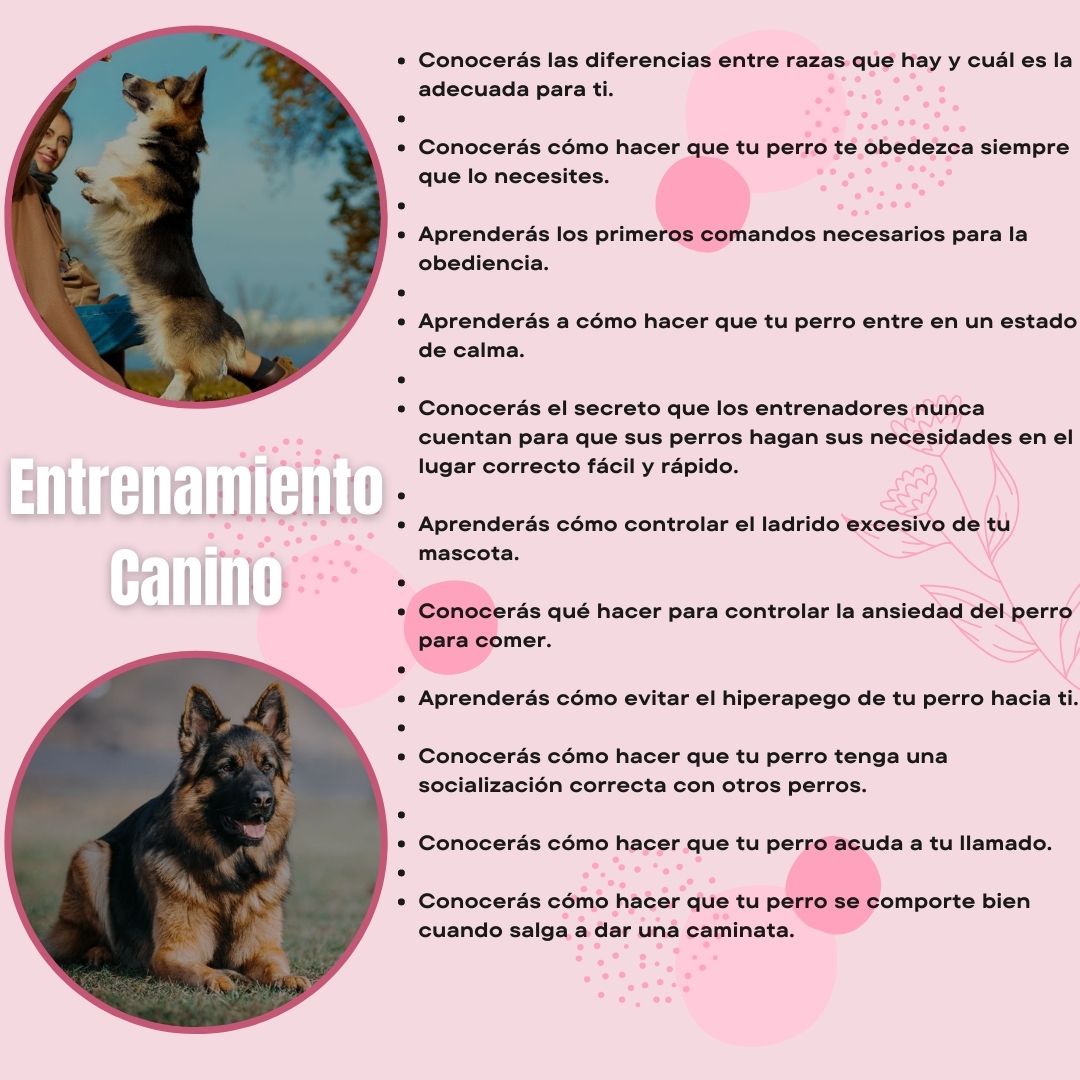 Entrenamiento
Canino
• Conocerás las diferencias entre razas que hay y cuál es la
adecuada para ti.
•
• Conocerás cómo hacer que tu perro te obedezca siempre
que lo necesites.
•
• Aprenderás los primeros comandos necesarios para la
obediencia.
•
• Aprenderás a cómo hacer que tu perro entre en un estado
de calma.
•
• Conocerás el secreto que los entrenadores nunca
cuentan para que sus perros hagan sus necesidades en el
lugar correcto fácil y rápido.
•
• Aprenderás cómo controlar el ladrido excesivo de tu
mascota.
•
• Conocerás qué hacer para controlar la ansiedad del perro
para comer.
•
• Aprenderás cómo evitar el hiperapego de tu perro hacia ti.
•
• Conocerás cómo hacer que tu perro tenga una
socialización correcta con otros perros.
•
• Conocerás cómo hacer que tu perro acuda a tu llamado.
•
• Conocerás cómo hacer que tu perro se comporte bien
cuando salga a dar una caminata.